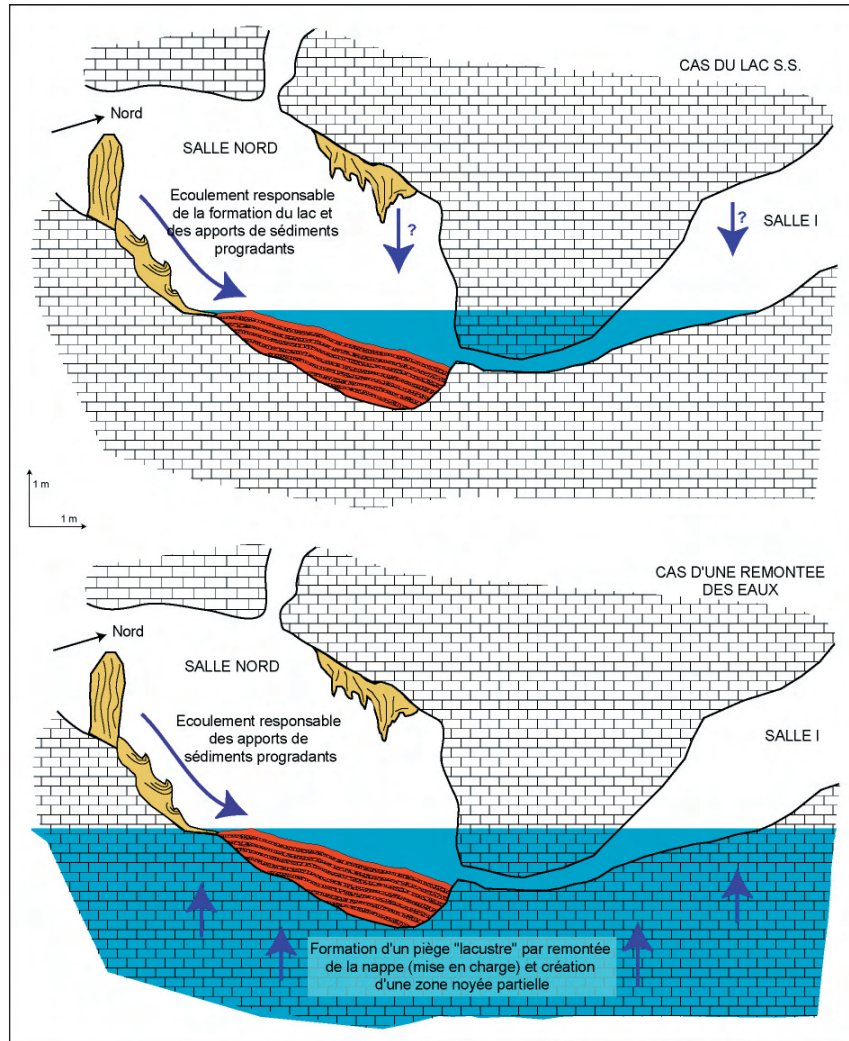 CAS DU LAC S.S.
Nord
SALLE NORD
Ecoulement responsable
de la formation du lac et
des apports de sédiments
progradants
?
?
SALLE I
1 m
1 m
CAS D'UNE REMONTEE
DES EAUX
Nord
SALLE NORD
Ecoulement responsable
des apports de
sédiments progradants
SALLE I
Formation d'un piège "lacustre" par remontée
de la nappe (mise en charge) et création
d'une zone noyée partielle